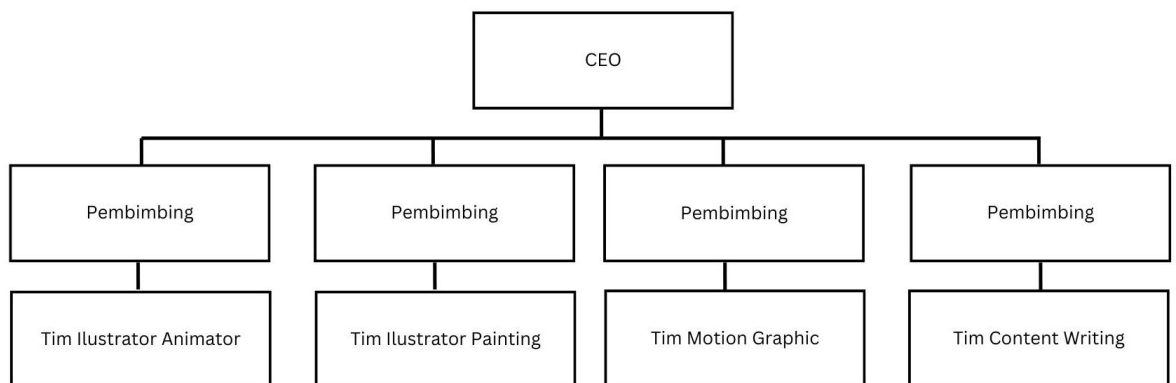 CEO
Pembimbing
Pembimbing
Pembimbing
Pembimbing
Tim Ilustrator Animator
Tim Ilustrator Painting
Tim Motion Graphic
Tim Content Writing